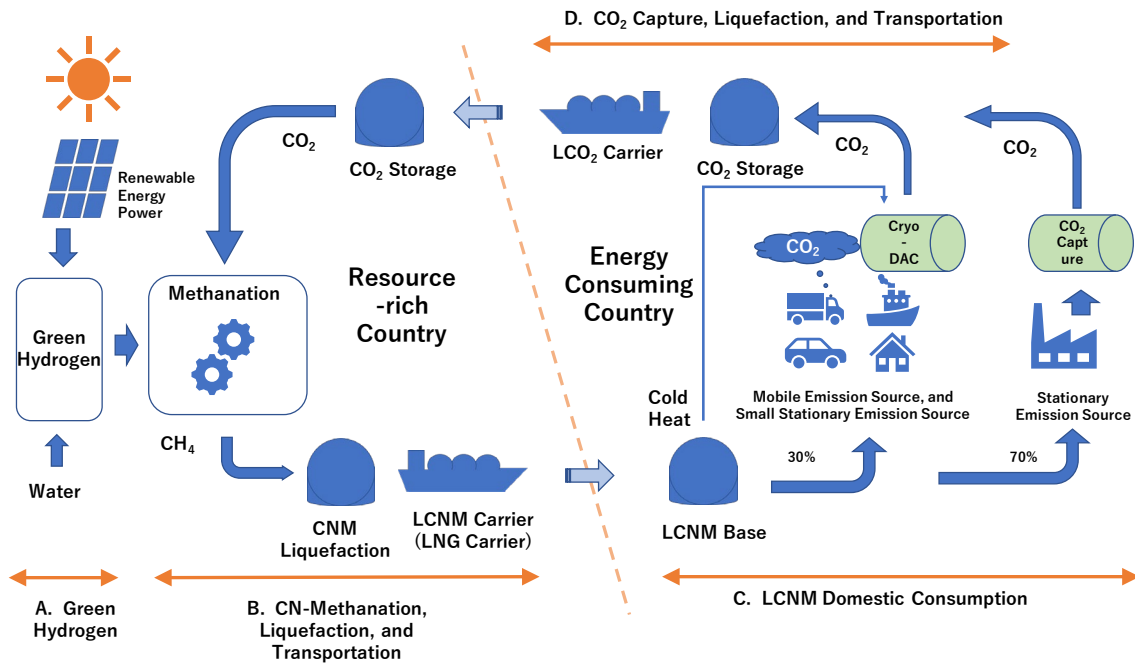 D. CO₂ Capture, Liquefaction, and Transportation
CO₂
CO₂ Storage
LCO₂ Carrier
CO₂ Storage
CO₂
CO₂
Renewable
Energy
Power
Green
Hydrogen
Water
Methanation
Resource
-rich
Country
Energy
Consuming
Country
CO₂
Cryo
-
DAC
CO₂
Capt
ure
Cold
Heat
Mobile Emission Source, and
Small Stationary Emission Source
Stationary
Emission Source
CH₄
CNM
Liquefaction
LCNM Carrier
(LNG Carrier)
LCNM Base
30%
70%
A. Green
Hydrogen
B. CN-Methanation,
Liquefaction, and
Transportation
C. LCNM Domestic Consumption